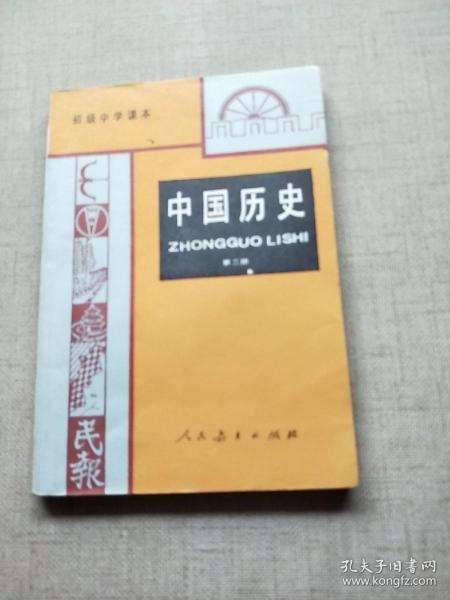 初级中学课本
中国历史
ZHONGGUO LISHI
第三册
民報
人民教育出版社
孔夫子旧书网
www.kongfz.com